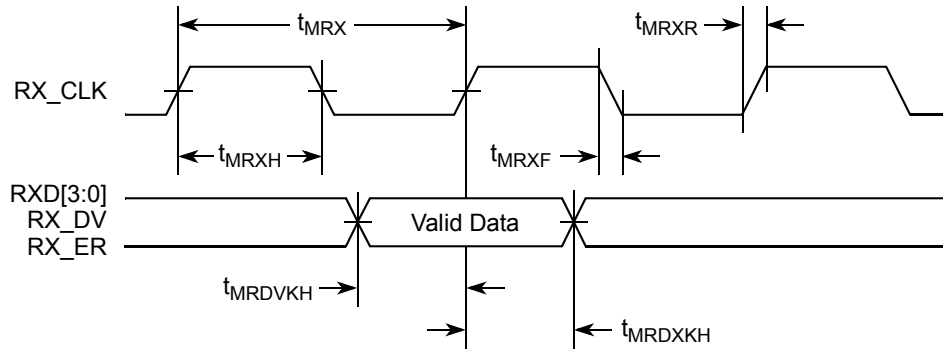 tMRX
tMRXR
RX_CLK
tMRXH
tMRXF
RXD[3:0]
RX_DV
RX_ER
Valid Data
tMRDVKH
tMRDXKH